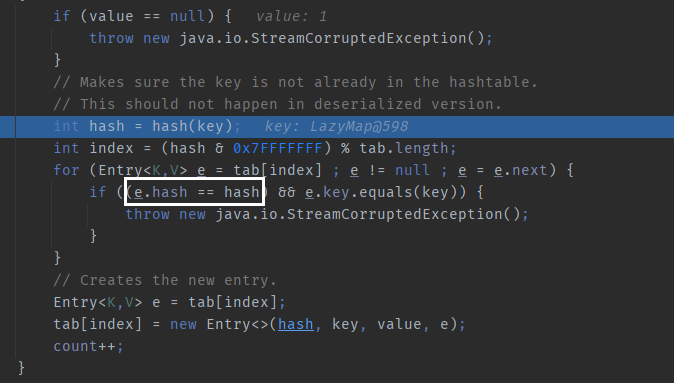 if (value == null) {   value: 1
throw new java.io.StreamCorruptedException();
}
// Makes sure the key is not already in the hashtable.
// This should not happen in deserialized version.
int hash = hash(key);   key: LazyMap@598
int index = (hash & 0x7FFFFFFF) % tab.length;
for (Entry<K,V> e = tab[index] ; e != null ; e = e.next) {
if ((e.hash == hash) && e.key.equals(key)) {
throw new java.io.StreamCorruptedException();
}
}
// Creates the new entry.
Entry<K,V> e = tab[index];
tab[index] = new Entry<>(hash, key, value, e);
count++;
}